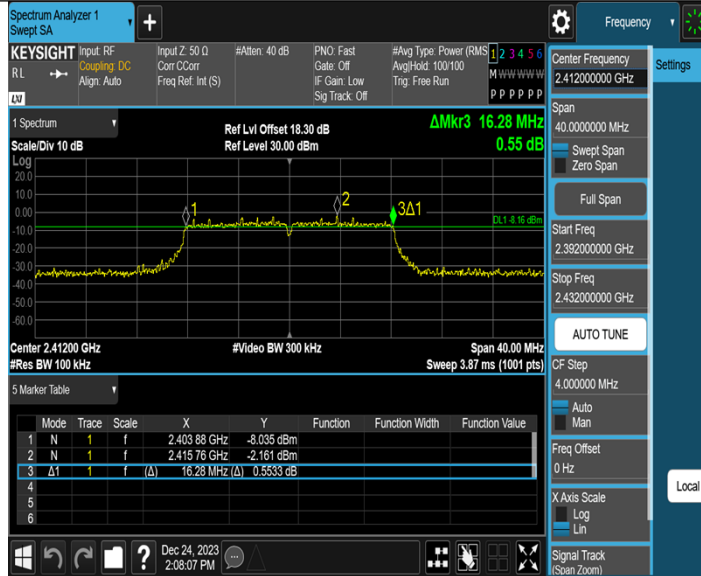 Spectrum Analyzer 1
Swept SA
Frequency
KEYSIGHT
RL
LXI
Input: RF
Coupling: DC
Align: Auto
Input Z: 50 Ω
Corr CCorr
Freq Ref: Int (S)
#Atten: 40 dB
PNO: Fast
Gate: Off
IF Gain: Low
Sig Track: Off
#Avg Type: Power (RMS
Avg|Hold: 100/100
Trig: Free Run
1 2 3 4 5 6
M W W W W W
P P P P P P
1 Spectrum
Scale/Div 10 dB
Ref Lvl Offset 18.30 dB
Ref Level 30.00 dBm
ΔMkr3 16.28 MHz
0.55 dB
Log
20.0
10.0
0.00
-10.0
-20.0
-30.0
-40.0
-50.0
-60.0
1
2
3Δ1
DL1 -8.16 dBm
Center 2.41200 GHz
#Video BW 300 kHz
Span 40.00 MHz
#Res BW 100 kHz
Sweep 3.87 ms (1001 pts)
5 Marker Table
Mode Trace Scale X Y Function Function Width Function Value
1 N 1 f 2.403 88 GHz -8.035 dBm
2 N 1 f 2.415 76 GHz -2.161 dBm
3 Δ1 1 f (Δ) 16.28 MHz (Δ) 0.5533 dB
4
5
6
Dec 24, 2023
2:08:07 PM
Center Frequency
2.412000000 GHz
Span
40.0000000 MHz
Swept Span
Zero Span
Full Span
Start Freq
2.392000000 GHz
Stop Freq
2.432000000 GHz
AUTO TUNE
CF Step
4.000000 MHz
Auto
Man
Freq Offset
0 Hz
X Axis Scale
Log
Lin
Signal Track
(Span Zoom)
Settings
Local